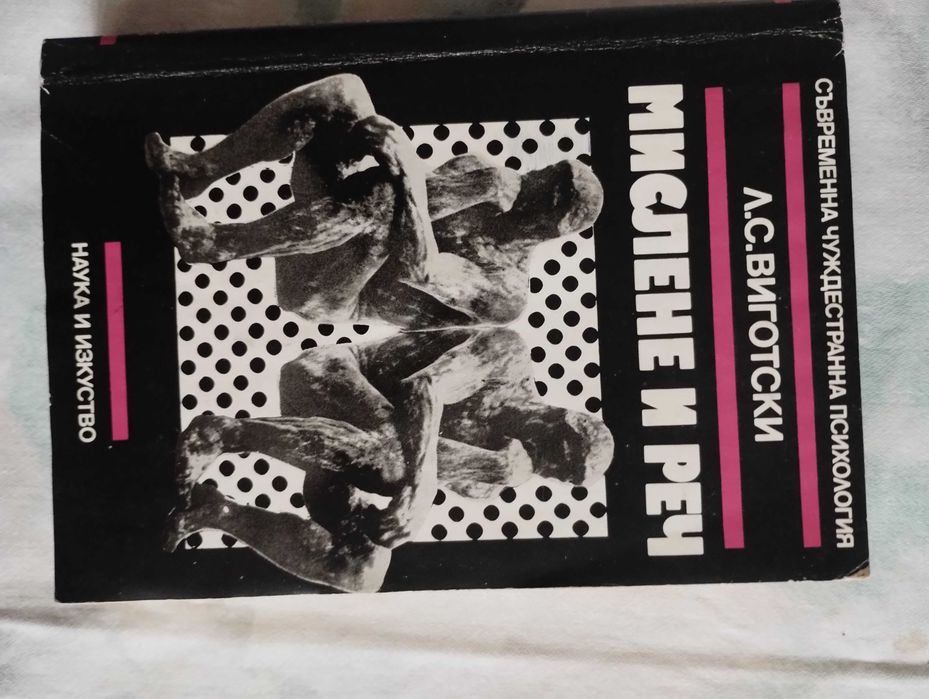 СЪВРЕМЕННА ЧУЖДЕСТРАННА ПСИХОЛОГИЯ
Л.С.ВИГОТСКИ
МИСЛЕНЕ И РЕЧ
НАУКА И ИЗКУСТВО